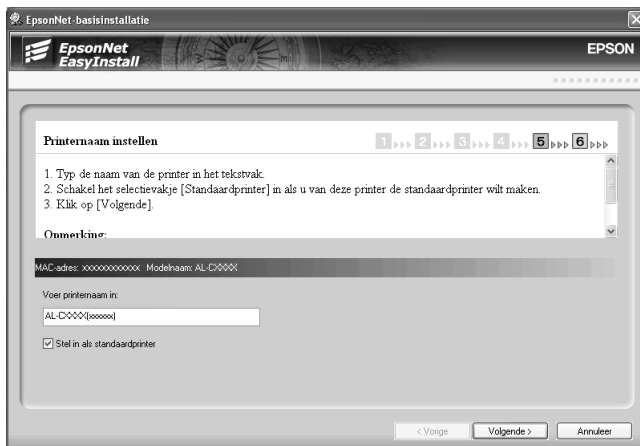 EpsonNet-basisinstallatie
EpsonNet
EasyInstall
EPSON
Printernaam instellen
1 2 3 4 5 6
1. Typ de naam van de printer in het tekstvak.
2. Schakel het selectievakje [Standaardprinter] in als u van deze printer de standaardprinter wilt maken.
3. Klik op [Volgende].
Opmerking:
MAC-adres: xxxxxxxxxxxx Modelnaam: AL-CXXXX
Voer printernaam in:
AL-CXXXX(xxxxxx)
Stel in als standaardprinter
< Vorige
Volgende >
Annuleer